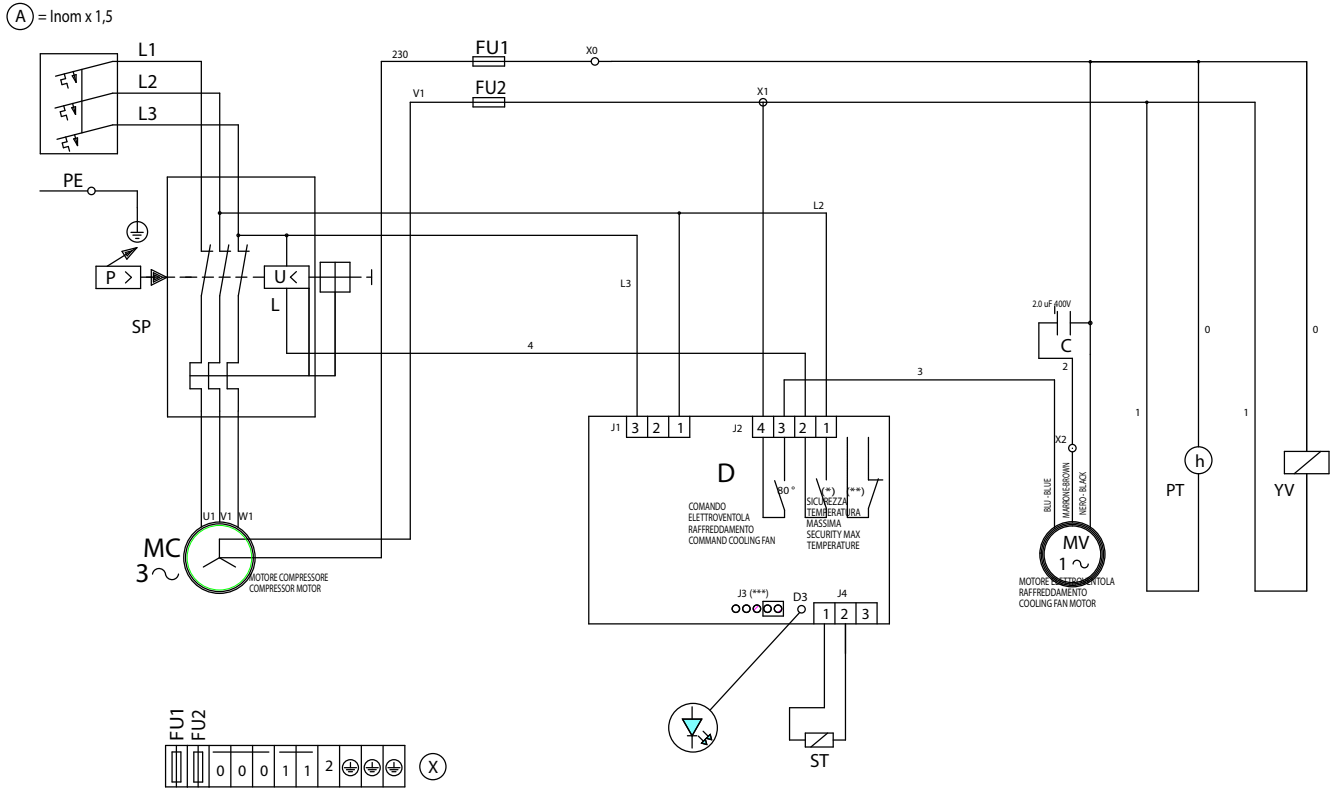 A = Inom x 1,5
L1
L2
L3
PE
P >
SP
U<
L
230
V1
FU1
FU2
X0
X1
L2
L3
4
3
2.0 uF 400V
C
2
X2
BLU - BLUE
MARRONE-BROWN
NERO - BLACK
0
0
1
1
h
PT
YV
MV
1 ~
MOTORE ELETTROVENTOLA
RAFFREDDAMENTO
COOLING FAN MOTOR
J1 3 2 1
J2 4 3 2 1
D
80 °
(*)
(**)
COMANDO
ELETTROVENTOLA
RAFFREDDAMENTO
COMMAND COOLING FAN
SICUREZZA
TEMPERATURA
MASSIMA
SECURITY MAX
TEMPERATURE
J3 (***)
D3
J4
1 2 3
ST
U1 V1 W1
MC
3 ~
MOTORE COMPRESSORE
COMPRESSOR MOTOR
FU1
FU2
0 0 0 1 1 2
X